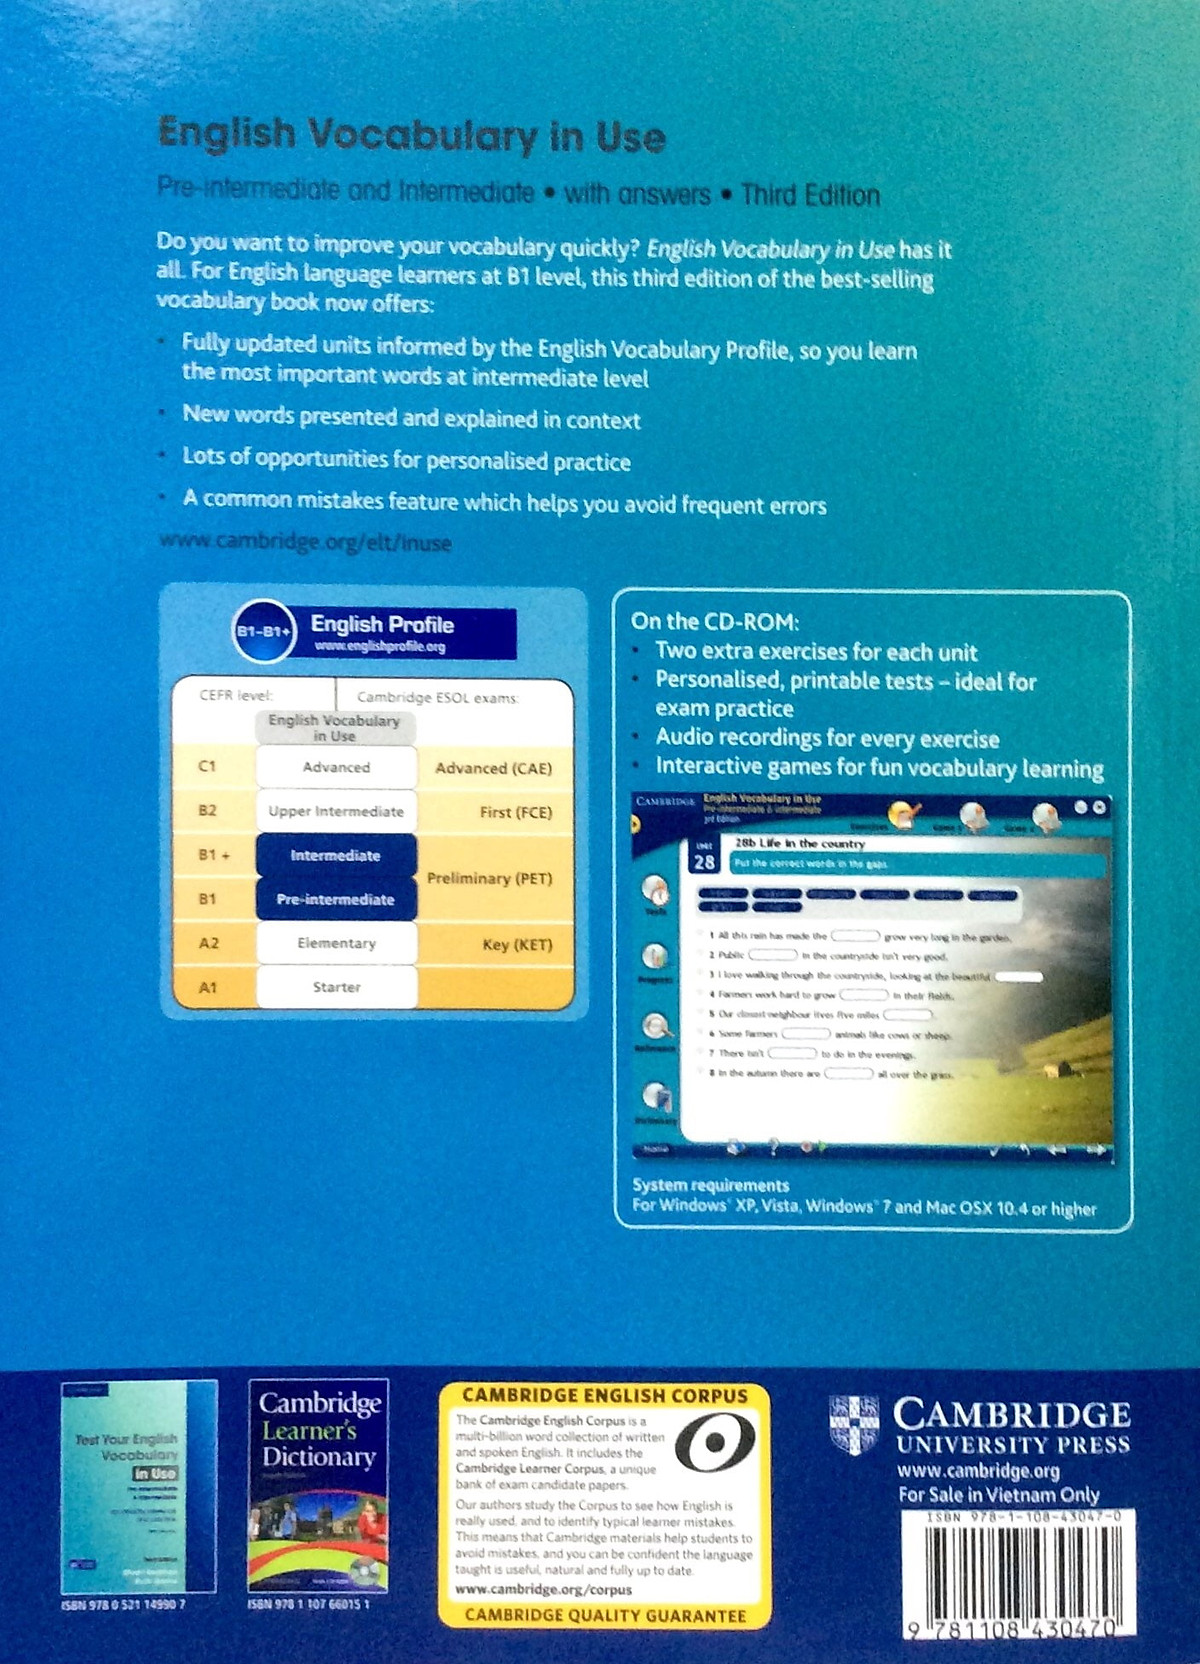 English Vocabulary in Use
Pre-intermediate and Intermediate • with answers • Third Edition
Do you want to improve your vocabulary quickly? English Vocabulary in Use has it
all. For English language learners at B1 level, this third edition of the best-selling
vocabulary book now offers:
• Fully updated units informed by the English Vocabulary Profile, so you learn
the most important words at intermediate level
• New words presented and explained in context
• Lots of opportunities for personalised practice
• A common mistakes feature which helps you avoid frequent errors
www.cambridge.org/elt/inuse
B1-B1+
English Profile
www.englishprofile.org
CEFR level: Cambridge ESOL exams:
English Vocabulary
in Use
C1 Advanced Advanced (CAE)
B2 Upper Intermediate First (FCE)
B1 + Intermediate
Preliminary (PET)
B1 Pre-intermediate
A2 Elementary Key (KET)
A1 Starter
On the CD-ROM:
• Two extra exercises for each unit
• Personalised, printable tests – ideal for
exam practice
• Audio recordings for every exercise
• Interactive games for fun vocabulary learning
CAMBRIDGE English Vocabulary in Use
Pre-intermediate & Intermediate
3rd Edition
UNIT
28
28b Life in the country
Put the correct words in the gaps
1 All this rain has made the grow very long in the garden.
2 Public in the countryside isn't very good.
3 I love walking through the countryside, looking at the beautiful
4 Farmers work hard to grow in their fields.
5 Our closest neighbour lives five miles .
6 Some farmers animals like cows or sheep.
7 There isn't to do in the evenings.
8 In the autumn there are all over the grass.
Tests
Progress
Dictionary
Home
System requirements
For Windows® XP, Vista, Windows® 7 and Mac OSX 10.4 or higher
Test Your English
Vocabulary
in Use
Pre-intermediate
& Intermediate
ISBN 978 0 521 14990 7
Cambridge
Learner's
Dictionary
ISBN 978 1 107 66015 1
CAMBRIDGE ENGLISH CORPUS
The Cambridge English Corpus is a
multi-billion word collection of written
and spoken English. It includes the
Cambridge Learner Corpus, a unique
bank of exam candidate papers.
Our authors study the Corpus to see how English is
really used, and to identify typical learner mistakes.
This means that Cambridge materials help students to
avoid mistakes, and you can be confident the language
taught is useful, natural and fully up to date.
www.cambridge.org/corpus
CAMBRIDGE QUALITY GUARANTEE
CAMBRIDGE
UNIVERSITY PRESS
www.cambridge.org
For Sale in Vietnam Only
ISBN 978-1-108-43047-0
9 781108 430470